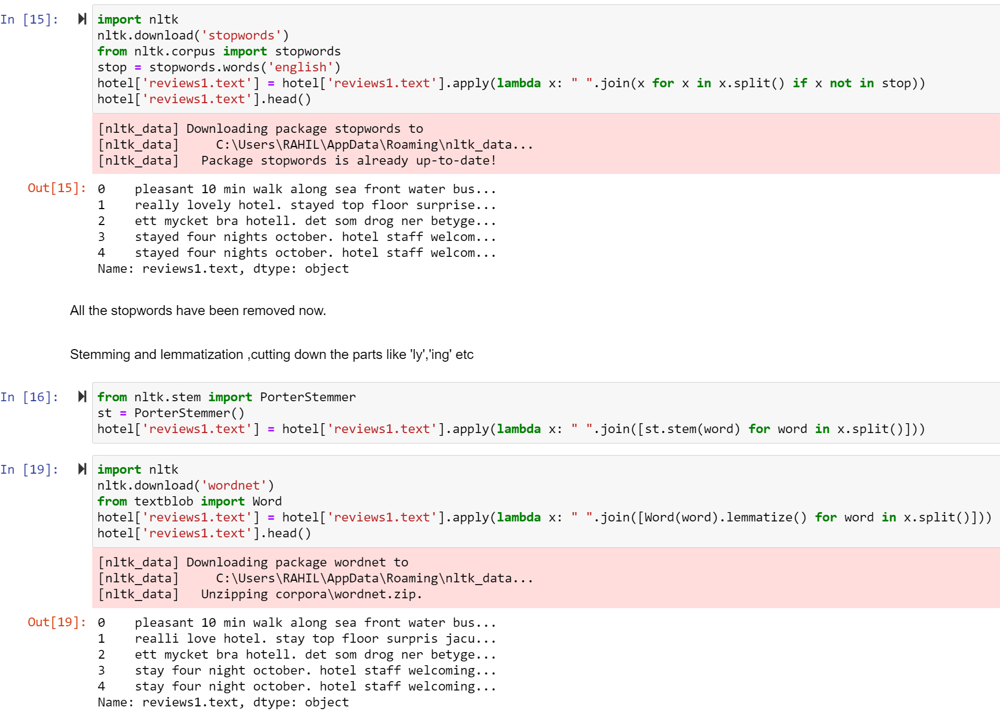 In [15]:
import nltk
nltk.download('stopwords')
from nltk.corpus import stopwords
stop = stopwords.words('english')
hotel['reviews1.text'] = hotel['reviews1.text'].apply(lambda x: " ".join(x for x in x.split() if x not in stop))
hotel['reviews1.text'].head()
[nltk_data] Downloading package stopwords to
[nltk_data]     C:\Users\RAHIL\AppData\Roaming\nltk_data...
[nltk_data]   Package stopwords is already up-to-date!
Out[15]:
0    pleasant 10 min walk along sea front water bus...
1    really lovely hotel. stayed top floor surprise...
2    ett mycket bra hotell. det som drog ner betyge...
3    stayed four nights october. hotel staff welcom...
4    stayed four nights october. hotel staff welcom...
Name: reviews1.text, dtype: object
All the stopwords have been removed now.
Stemming and lemmatization ,cutting down the parts like 'ly','ing' etc
In [16]:
from nltk.stem import PorterStemmer
st = PorterStemmer()
hotel['reviews1.text'] = hotel['reviews1.text'].apply(lambda x: " ".join([st.stem(word) for word in x.split()]))
In [19]:
import nltk
nltk.download('wordnet')
from textblob import Word
hotel['reviews1.text'] = hotel['reviews1.text'].apply(lambda x: " ".join([Word(word).lemmatize() for word in x.split()]))
hotel['reviews1.text'].head()
[nltk_data] Downloading package wordnet to
[nltk_data]     C:\Users\RAHIL\AppData\Roaming\nltk_data...
[nltk_data]   Unzipping corpora\wordnet.zip.
Out[19]:
0    pleasant 10 min walk along sea front water bus...
1    realli love hotel. stay top floor surpris jacu...
2    ett mycket bra hotell. det som drog ner betyge...
3    stay four night october. hotel staff welcoming...
4    stay four night october. hotel staff welcoming...
Name: reviews1.text, dtype: object